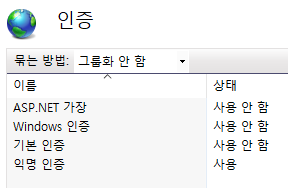 인증
묶는 방법: 그룹화 안 함
이름 상태
ASP.NET 가장 사용 안 함
Windows 인증 사용 안 함
기본 인증 사용 안 함
익명 인증 사용